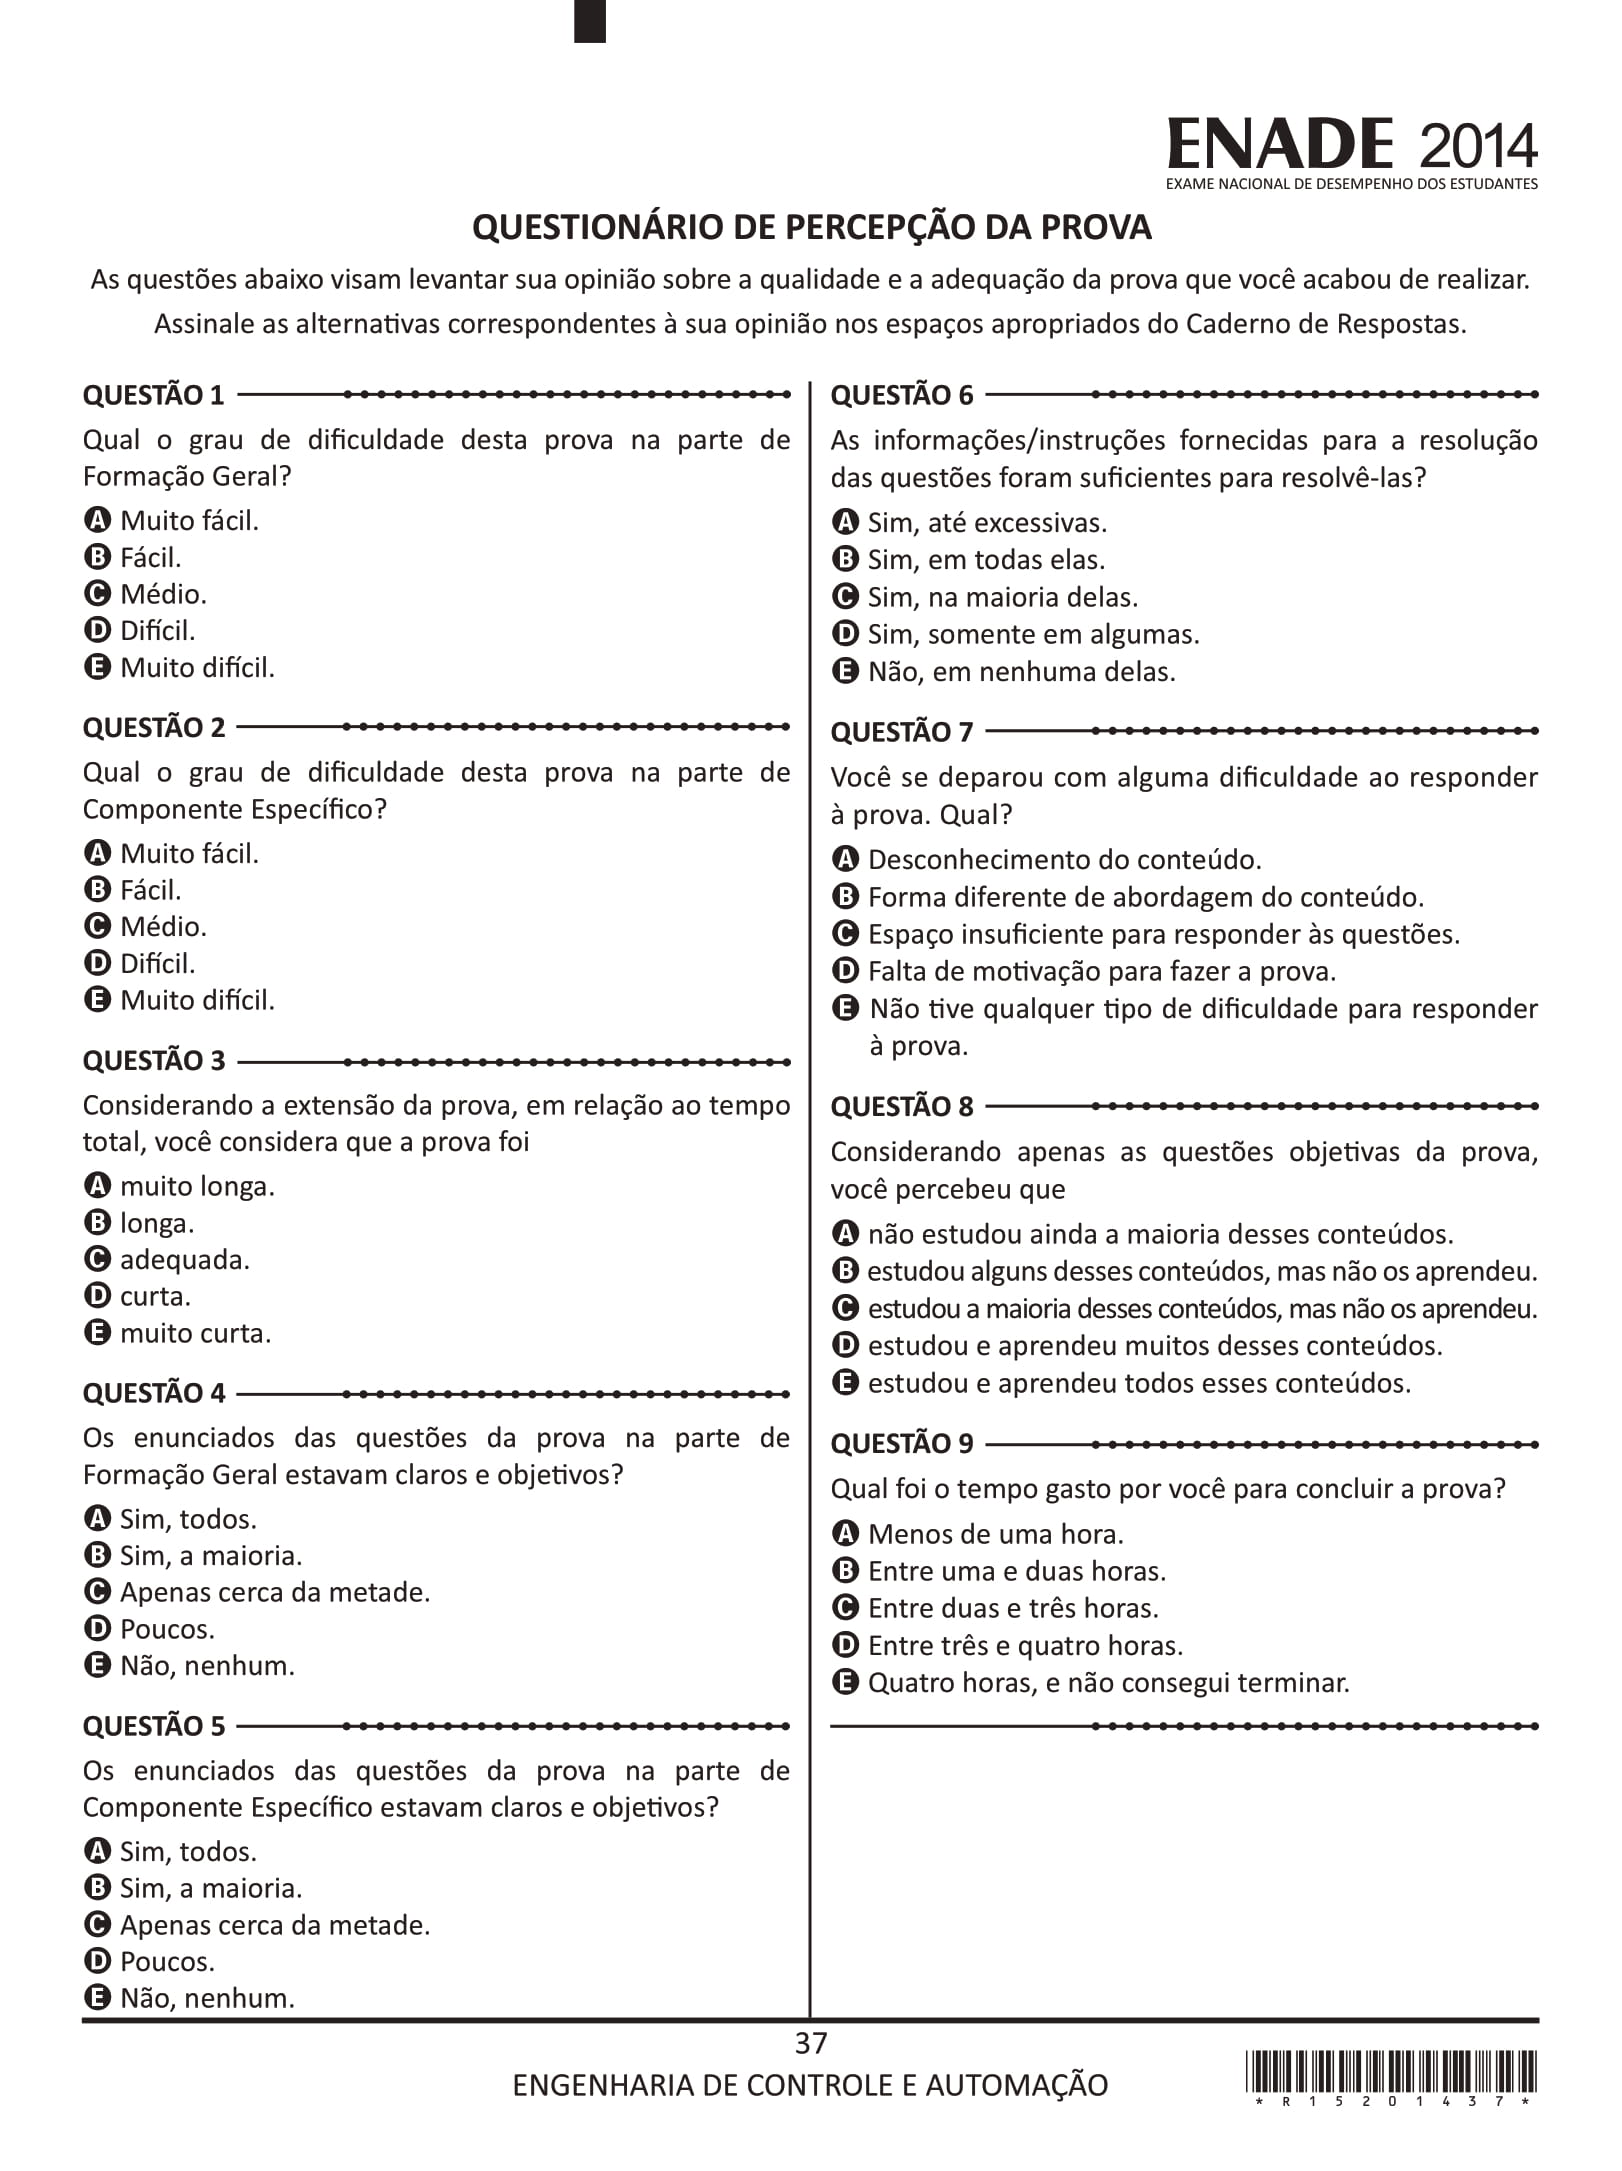 ENADE 2014
EXAME NACIONAL DE DESEMPENHO DOS ESTUDANTES
QUESTIONÁRIO DE PERCEPÇÃO DA PROVA
As questões abaixo visam levantar sua opinião sobre a qualidade e a adequação da prova que você acabou de realizar.
Assinale as alternativas correspondentes à sua opinião nos espaços apropriados do Caderno de Respostas.
QUESTÃO 1
Qual o grau de dificuldade desta prova na parte de
Formação Geral?
A Muito fácil.
B Fácil.
C Médio.
D Difícil.
E Muito difícil.
QUESTÃO 2
Qual o grau de dificuldade desta prova na parte de
Componente Específico?
A Muito fácil.
B Fácil.
C Médio.
D Difícil.
E Muito difícil.
QUESTÃO 3
Considerando a extensão da prova, em relação ao tempo
total, você considera que a prova foi
A muito longa.
B longa.
C adequada.
D curta.
E muito curta.
QUESTÃO 4
Os enunciados das questões da prova na parte de
Formação Geral estavam claros e objetivos?
A Sim, todos.
B Sim, a maioria.
C Apenas cerca da metade.
D Poucos.
E Não, nenhum.
QUESTÃO 5
Os enunciados das questões da prova na parte de
Componente Específico estavam claros e objetivos?
A Sim, todos.
B Sim, a maioria.
C Apenas cerca da metade.
D Poucos.
E Não, nenhum.
QUESTÃO 6
As informações/instruções fornecidas para a resolução
das questões foram suficientes para resolvê-las?
A Sim, até excessivas.
B Sim, em todas elas.
C Sim, na maioria delas.
D Sim, somente em algumas.
E Não, em nenhuma delas.
QUESTÃO 7
Você se deparou com alguma dificuldade ao responder
à prova. Qual?
A Desconhecimento do conteúdo.
B Forma diferente de abordagem do conteúdo.
C Espaço insuficiente para responder às questões.
D Falta de motivação para fazer a prova.
E Não tive qualquer tipo de dificuldade para responder
à prova.
QUESTÃO 8
Considerando apenas as questões objetivas da prova,
você percebeu que
A não estudou ainda a maioria desses conteúdos.
B estudou alguns desses conteúdos, mas não os aprendeu.
C estudou a maioria desses conteúdos, mas não os aprendeu.
D estudou e aprendeu muitos desses conteúdos.
E estudou e aprendeu todos esses conteúdos.
QUESTÃO 9
Qual foi o tempo gasto por você para concluir a prova?
A Menos de uma hora.
B Entre uma e duas horas.
C Entre duas e três horas.
D Entre três e quatro horas.
E Quatro horas, e não consegui terminar.
37
ENGENHARIA DE CONTROLE E AUTOMAÇÃO
* R 1 5 2 0 1 4 3 7 *